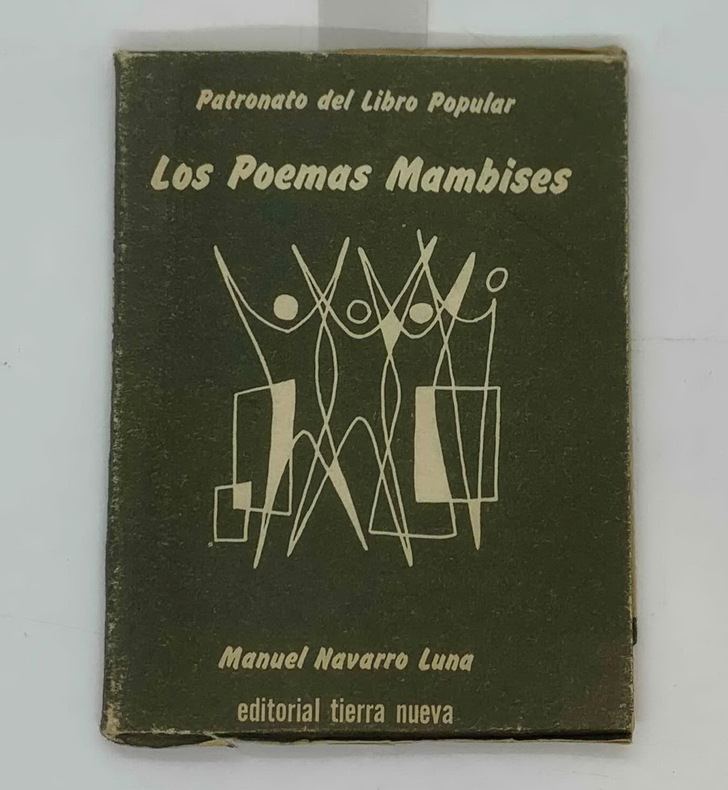 Patronato del Libro Popular
Los Poemas Mambises
Manuel Navarro Luna
editorial tierra nueva